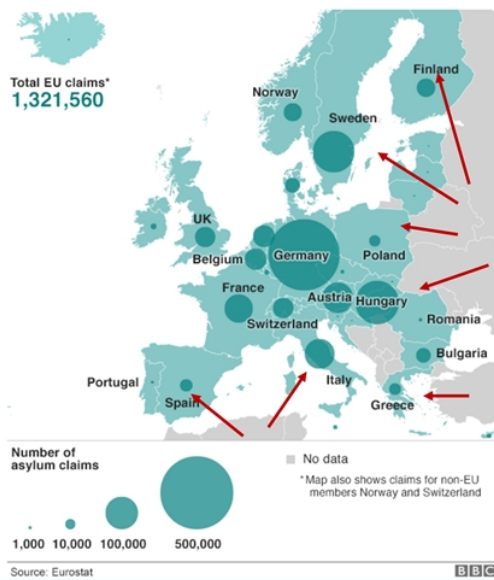 Total EU claims*
1,321,560
Finland
Norway
Sweden
UK
Belgium
Germany
Poland
France
Austria
Hungary
Switzerland
Romania
Bulgaria
Portugal
Italy
Spain
Greece
Number of
asylum claims
No data
*Map also shows claims for non-EU
members Norway and Switzerland
1,000 10,000 100,000 500,000
Source: Eurostat
BBC